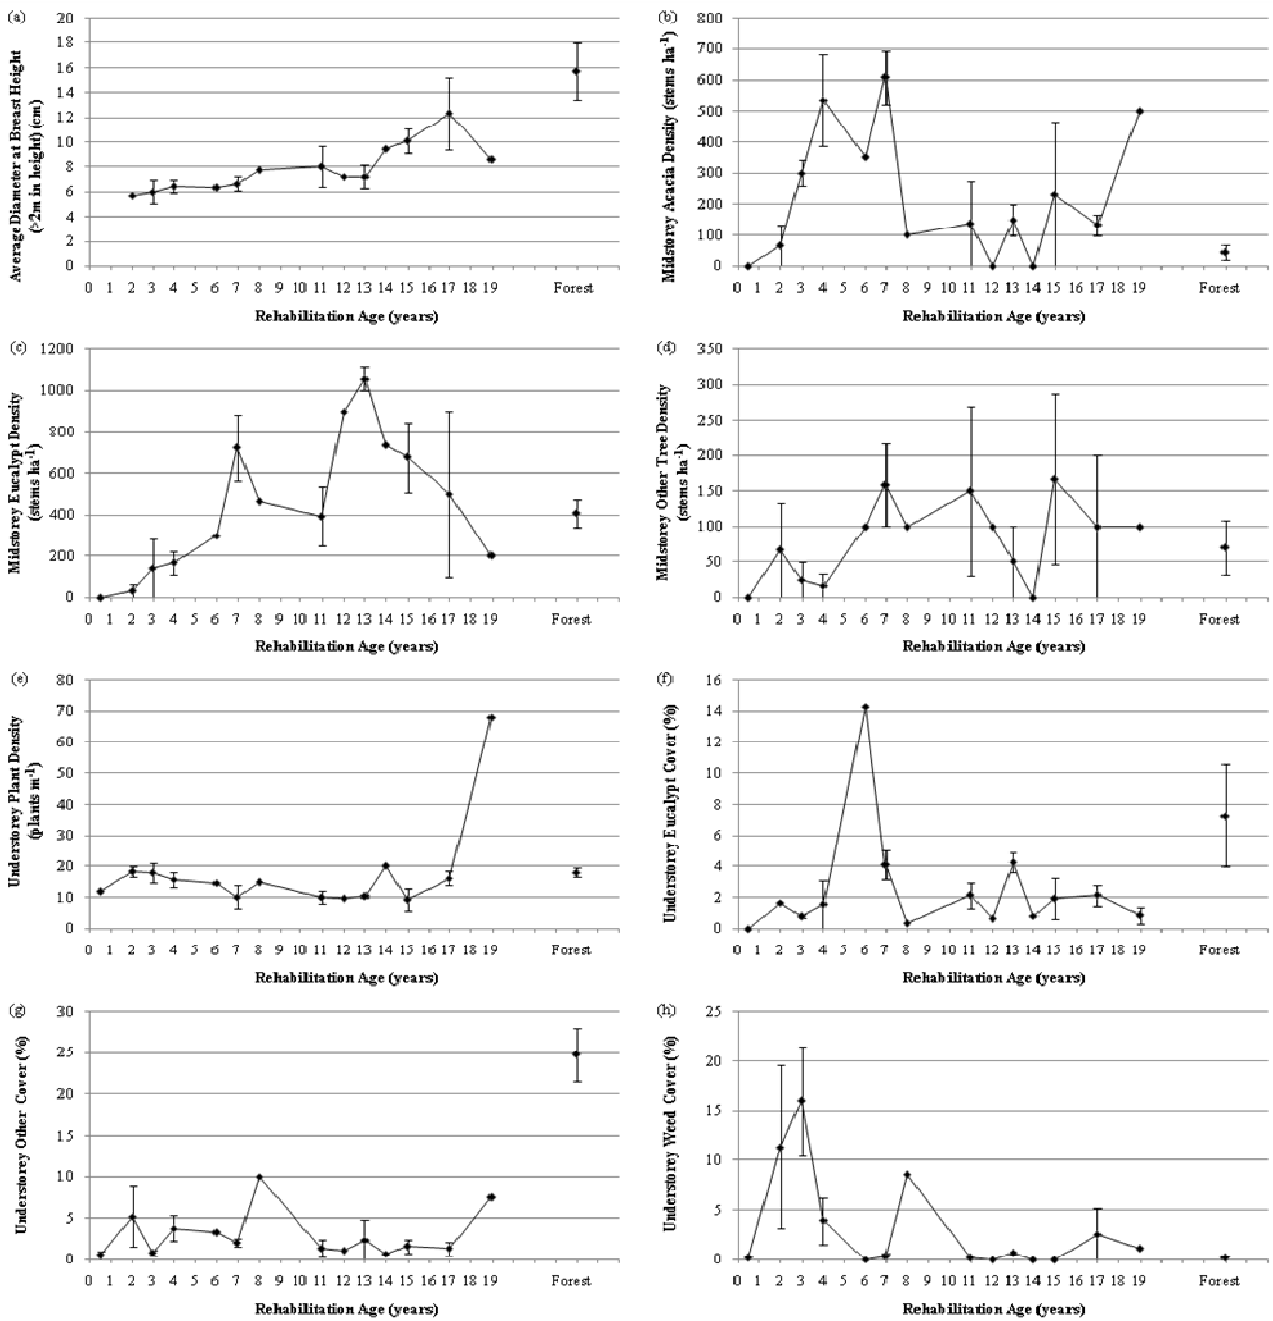 (a)
Average Diameter at Breast Height
(>2m in height) (cm)
20
18
16
14
12
10
8
6
4
2
0
0 1 2 3 4 5 6 7 8 9 10 11 12 13 14 15 16 17 18 19 Forest
Rehabilitation Age (years)
(b)
Midstorey Acacia Density (stems ha⁻¹)
800
700
600
500
400
300
200
100
0
0 1 2 3 4 5 6 7 8 9 10 11 12 13 14 15 16 17 18 19 Forest
Rehabilitation Age (years)
(c)
Midstorey Eucalypt Density
(stems ha⁻¹)
1200
1000
800
600
400
200
0
0 1 2 3 4 5 6 7 8 9 10 11 12 13 14 15 16 17 18 19 Forest
Rehabilitation Age (years)
(d)
Midstorey Other Tree Density
(stems ha⁻¹)
350
300
250
200
150
100
50
0
0 1 2 3 4 5 6 7 8 9 10 11 12 13 14 15 16 17 18 19 Forest
Rehabilitation Age (years)
(e)
Understorey Plant Density
(plants m⁻¹)
80
70
60
50
40
30
20
10
0
0 1 2 3 4 5 6 7 8 9 10 11 12 13 14 15 16 17 18 19 Forest
Rehabilitation Age (years)
(f)
Understorey Eucalypt Cover (%)
16
14
12
10
8
6
4
2
0
0 1 2 3 4 5 6 7 8 9 10 11 12 13 14 15 16 17 18 19 Forest
Rehabilitation Age (years)
(g)
Understorey Other Cover (%)
30
25
20
15
10
5
0
0 1 2 3 4 5 6 7 8 9 10 11 12 13 14 15 16 17 18 19 Forest
Rehabilitation Age (years)
(h)
Understorey Weed Cover (%)
25
20
15
10
5
0
0 1 2 3 4 5 6 7 8 9 10 11 12 13 14 15 16 17 18 19 Forest
Rehabilitation Age (years)